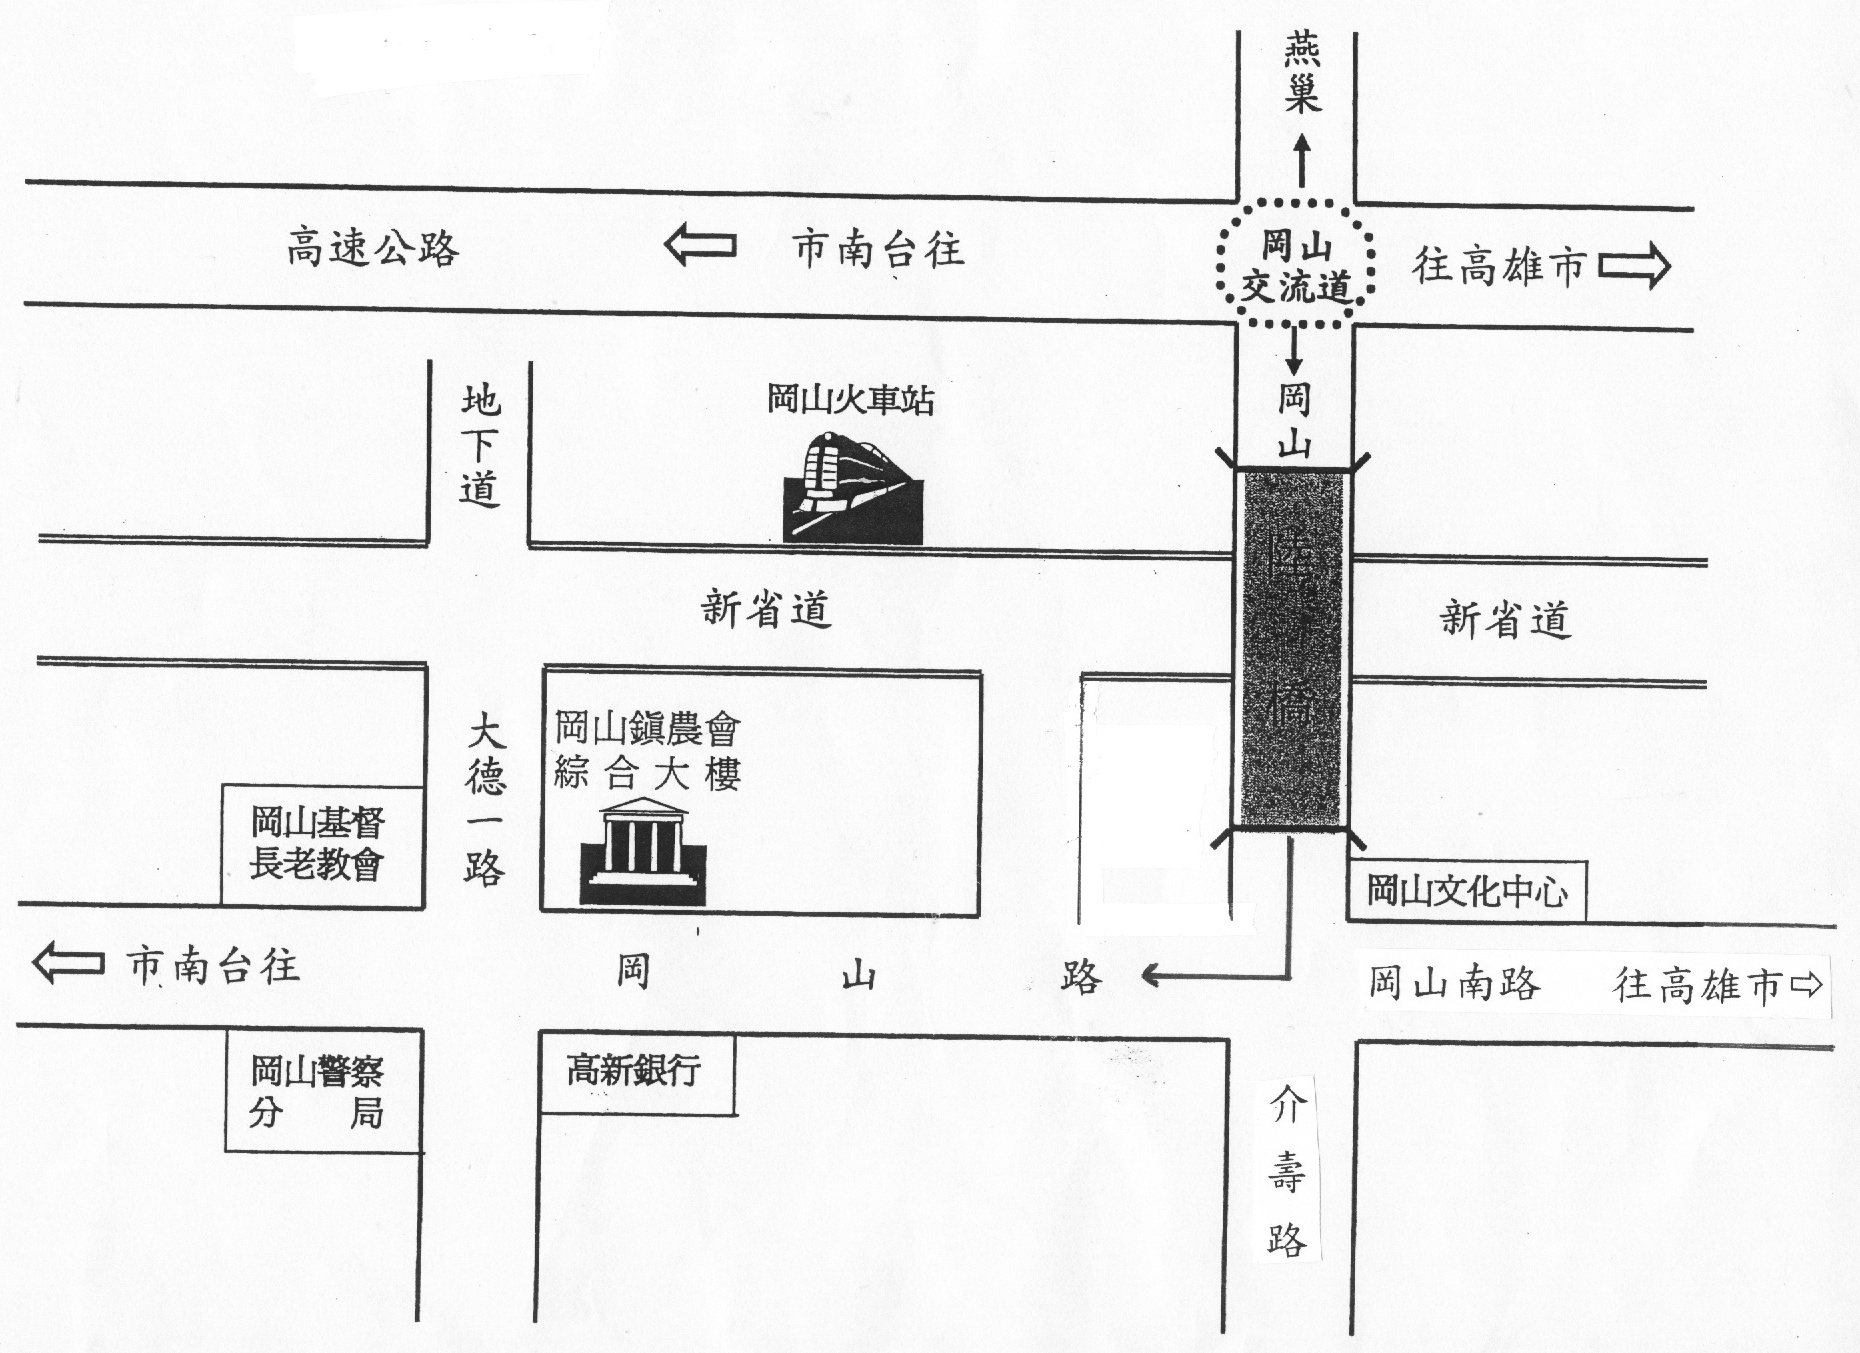 燕巢
高速公路
市南台往
岡山
交流道
往高雄市
岡山
地下道
岡山火車站
陸橋
新省道
新省道
大德一路
岡山鎮農會
綜合大樓
岡山基督
長老教會
岡山文化中心
市南台往
岡山路
岡山南路
往高雄市
岡山警察
分局
高新銀行
介壽路